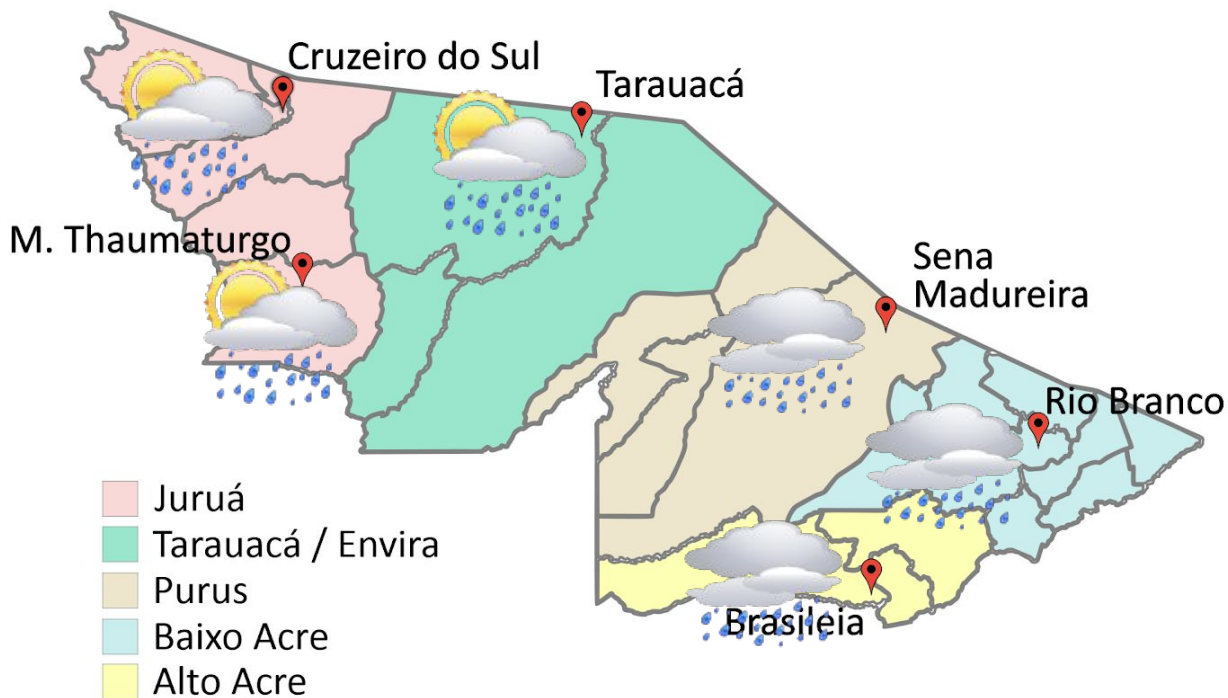 Cruzeiro do Sul
Tarauacá
M. Thaumaturgo
Sena
Madureira
Rio Branco
Brasileia
Juruá
Tarauacá / Envira
Purus
Baixo Acre
Alto Acre